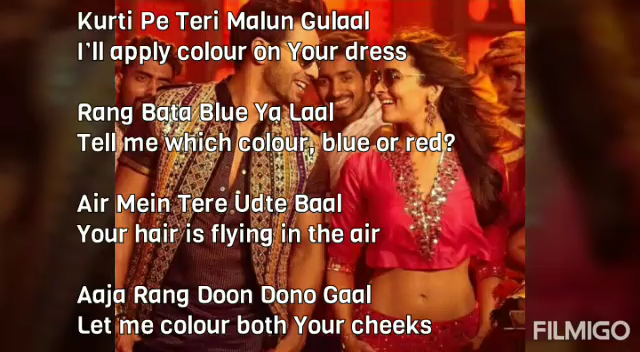 Kurti Pe Teri Malun Gulaal
I'll apply colour on Your dress
Rang Bata Blue Ya Laal
Tell me which colour, blue or red?
Air Mein Tere Udte Baal
Your hair is flying in the air
Aaja Rang Doon Dono Gaal
Let me colour both Your cheeks
FILMIGO